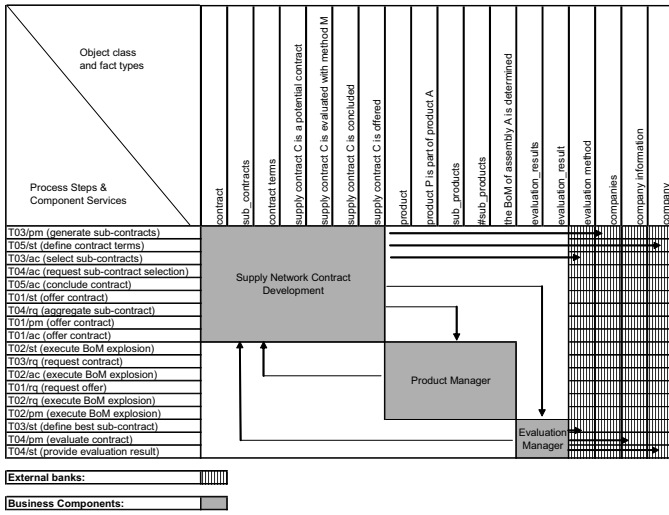 Object class
and fact types
Process Steps &
Component Services
contract
sub_contracts
contract terms
supply contract C is a potential contract
supply contract C is evaluated with method M
supply contract C is concluded
supply contract C is offered
product
product P is part of product A
sub_products
#sub_products
the BoM of assembly A is determined
evaluation_results
evaluation_result
evaluation method
companies
company information
company
T03/pm (generate sub-contracts)
T05/st (define contract terms)
T03/ac (select sub-contracts)
T04/ac (request sub-contract selection)
T05/ac (conclude contract)
T01/st (offer contract)
T04/rq (aggregate sub-contract)
T01/pm (offer contract)
T01/ac (offer contract)
T02/st (execute BoM explosion)
T03/rq (request contract)
T02/ac (execute BoM explosion)
T01/rq (request offer)
T02/rq (execute BoM explosion)
T02/pm (execute BoM explosion)
T03/st (define best sub-contract)
T04/pm (evaluate contract)
T04/st (provide evaluation result)
Supply Network Contract
Development
Product Manager
Evaluation
Manager
External banks:
Business Components: